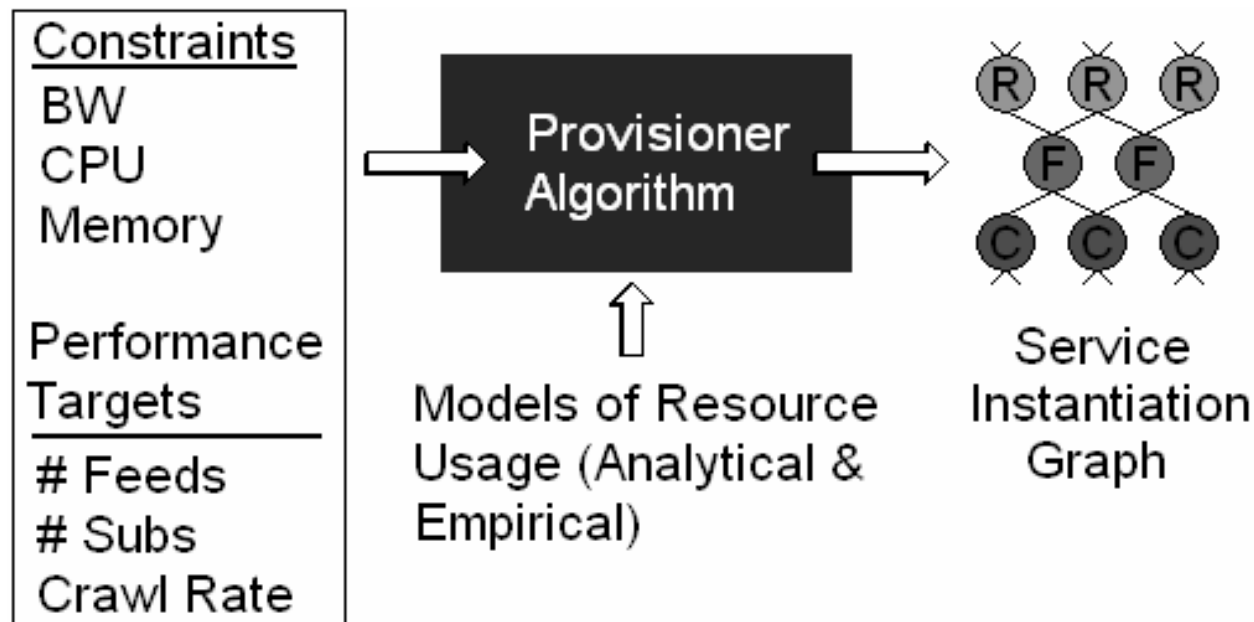 Constraints
BW
CPU
Memory
Performance
Targets
# Feeds
# Subs
Crawl Rate
Provisioner
Algorithm
Models of Resource
Usage (Analytical &
Empirical)
R R R
F F
C C C
Service
Instantiation
Graph